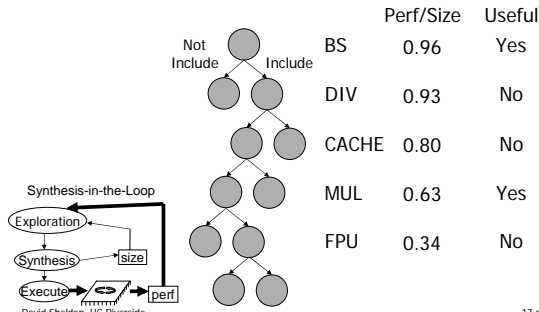 Perf/Size Useful
Not Include
Include
BS 0.96 Yes
DIV 0.93 No
CACHE 0.80 No
MUL 0.63 Yes
FPU 0.34 No
Synthesis-in-the-Loop
Exploration
Synthesis
size
Execute
perf
David Sheldon, UC Riverside